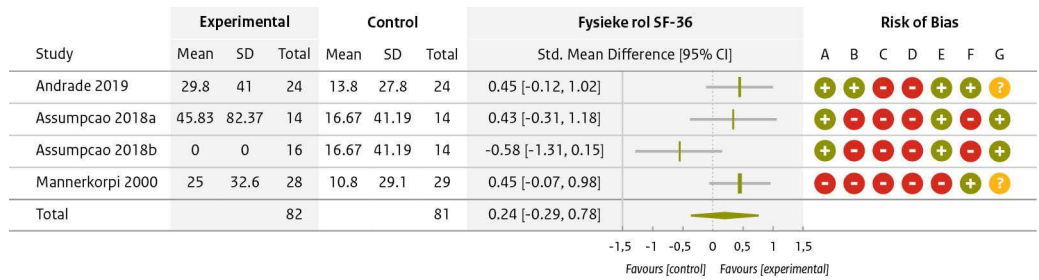 Experimental Control Fysieke rol SF-36 Risk of Bias
Study Mean SD Total Mean SD Total Std. Mean Difference [95% CI] A B C D E F G
Andrade 2019 29.8 41 24 13.8 27.8 24 0.45 [-0.12, 1.02] + + - - + + ?
Assumpcao 2018a 45.83 82.37 14 16.67 41.19 14 0.43 [-0.31, 1.18] + - - - + - +
Assumpcao 2018b 0 0 16 16.67 41.19 14 -0.58 [-1.31, 0.15] + - - - + - +
Mannerkorpi 2000 25 32.6 28 10.8 29.1 29 0.45 [-0.07, 0.98] - - - - - + ?
Total 82 81 0.24 [-0.29, 0.78]
-1,5 -1 -0,5 0 0,5 1 1,5
Favours [control] Favours [experimental]